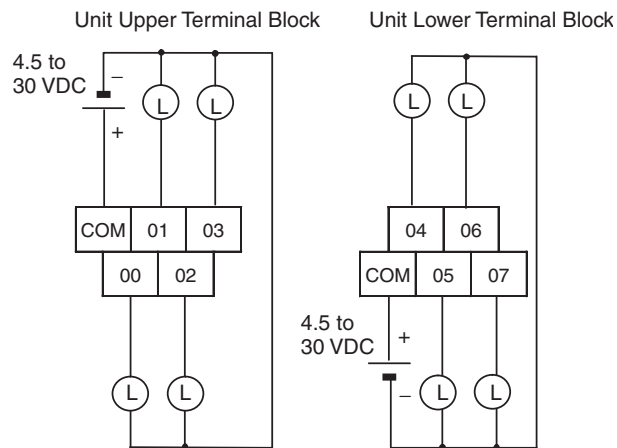 Unit Upper Terminal Block
Unit Lower Terminal Block
4.5 to
30 VDC
–
+
L
L
COM
01
03
00
02
L
L
L
L
04
06
COM
05
07
4.5 to
30 VDC
+
–
L
L